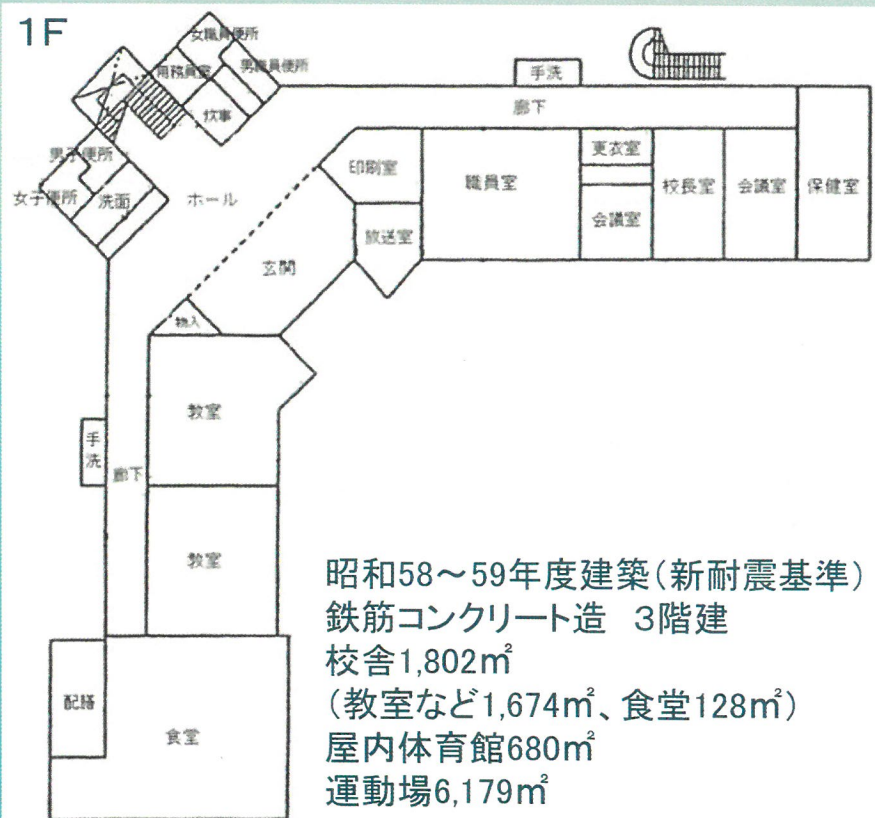 1F
女職員便所
用務員室
男職員便所
炊事
手洗
廊下
男子便所
女子便所
洗面
ホール
印刷室
職員室
更衣室
会議室
校長室
会議室
保健室
放送室
玄関
物入
教室
手洗
廊下
教室
配膳
食堂
昭和58～59年度建築(新耐震基準)
鉄筋コンクリート造 3階建
校舎1,802㎡
(教室など1,674㎡、食堂128㎡)
屋内体育館680㎡
運動場6,179㎡